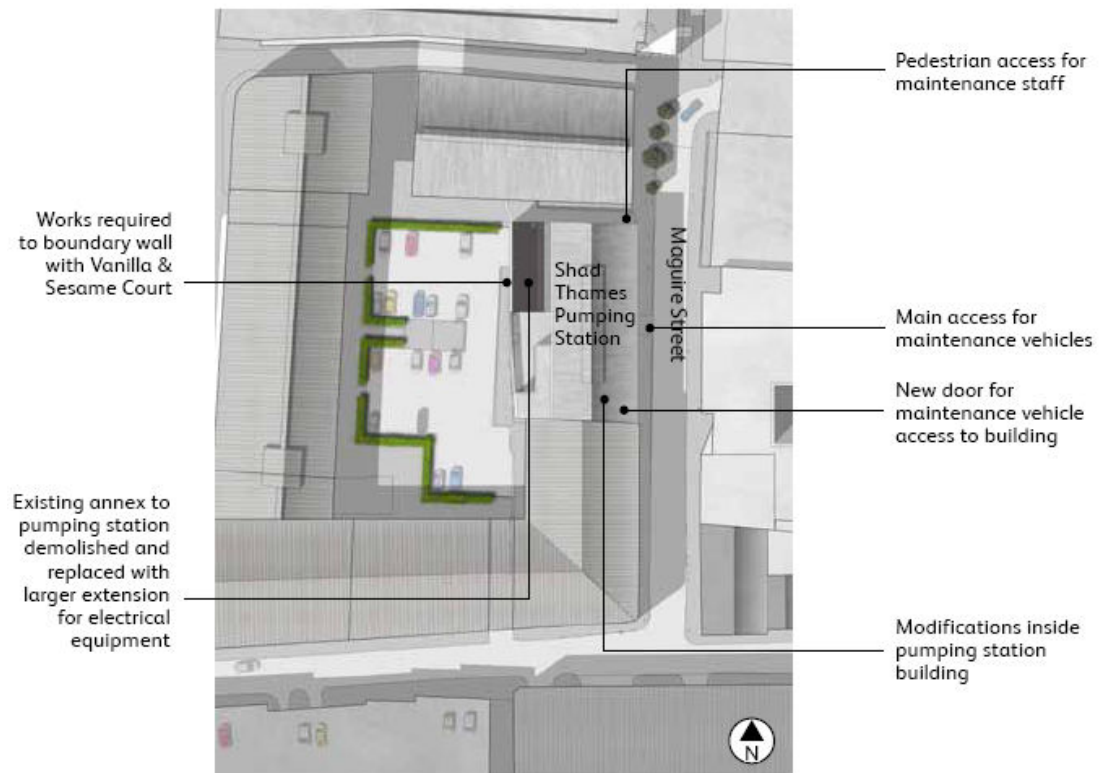 Pedestrian access for
maintenance staff
Works required
to boundary wall
with Vanilla &
Sesame Court
Shad
Thames
Pumping
Station
Maguire Street
Main access for
maintenance vehicles
New door for
maintenance vehicle
access to building
Existing annex to
pumping station
demolished and
replaced with
larger extension
for electrical
equipment
Modifications inside
pumping station
building
N